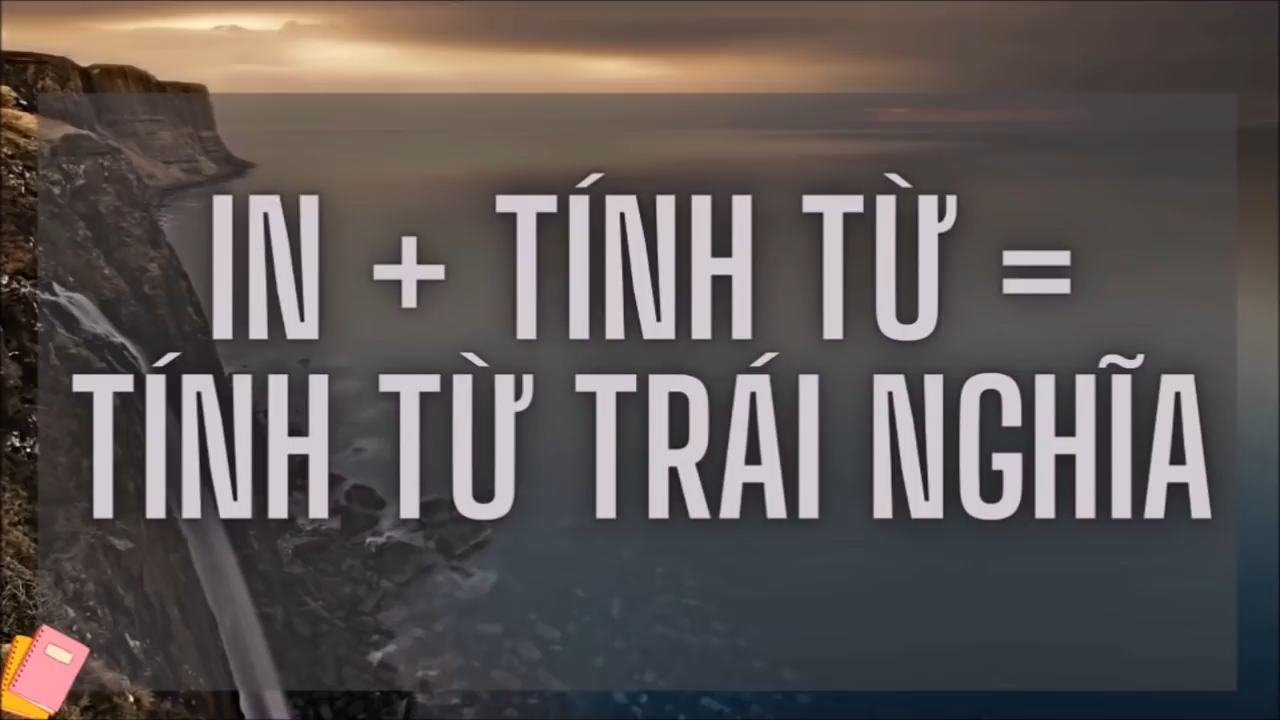 IN + TÍNH TỪ =
TÍNH TỪ TRÁI NGHĨA